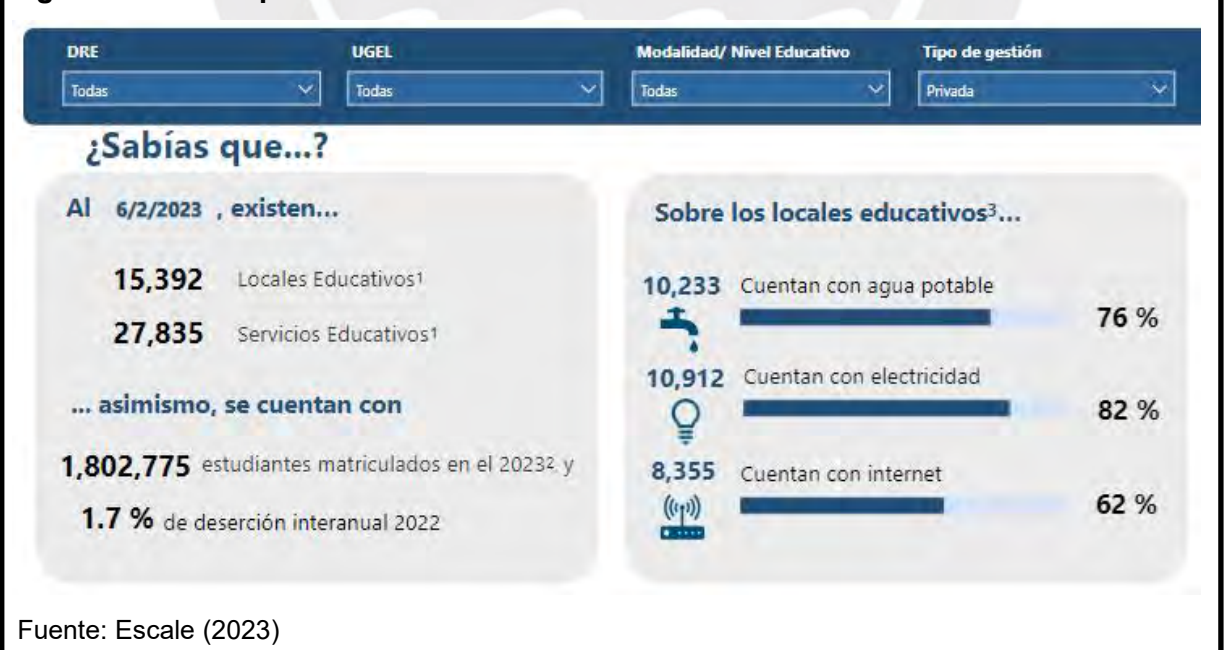 DRE UGEL Modalidad/ Nivel Educativo Tipo de gestión
Todas Todas Todas Privada
¿Sabías que...?
Al 6/2/2023 , existen...
15,392 Locales Educativos¹
27,835 Servicios Educativos¹
... asimismo, se cuentan con
1,802,775 estudiantes matriculados en el 2023² y
1.7 % de deserción interanual 2022
Sobre los locales educativos³...
10,233 Cuentan con agua potable
76 %
10,912 Cuentan con electricidad
82 %
8,355 Cuentan con internet
62 %
Fuente: Escale (2023)